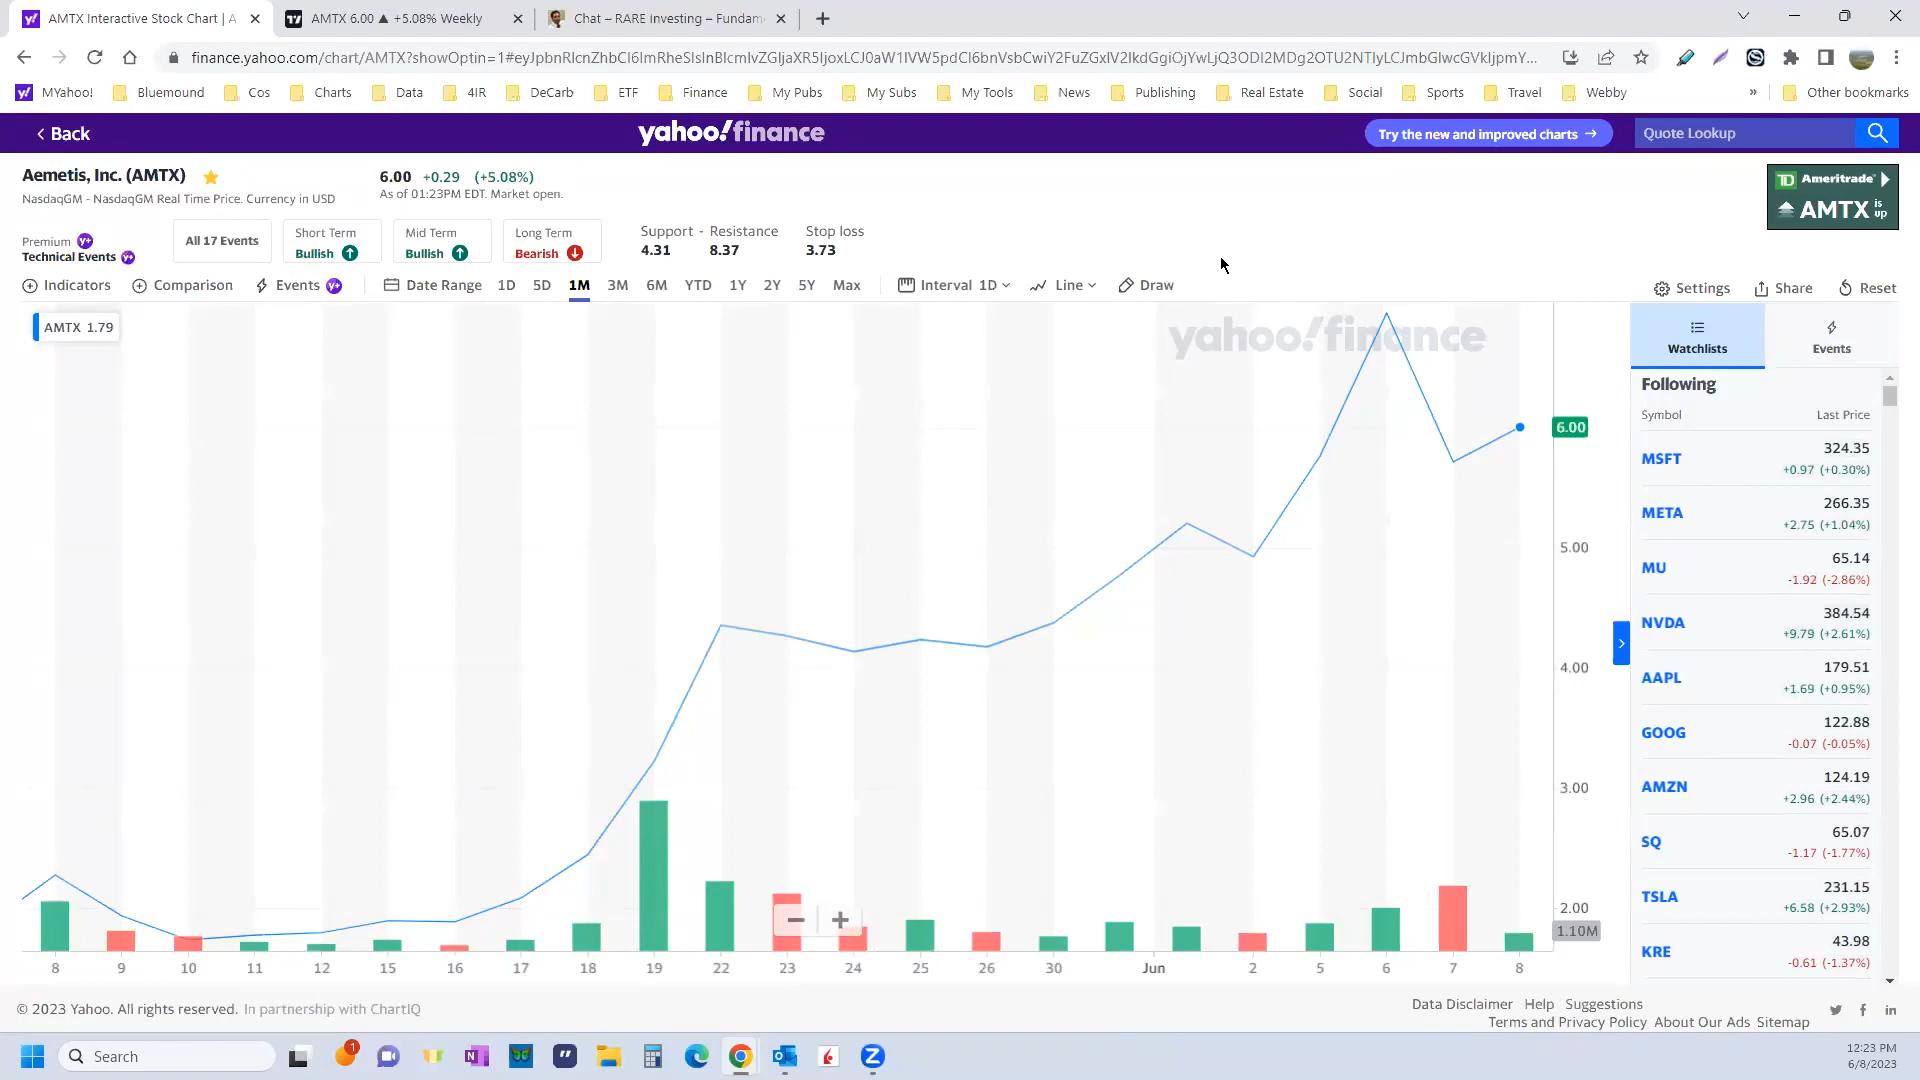 AMTX Interactive Stock Chart | A
AMTX 6.00 ▲ +5.08% Weekly
Chat – RARE Investing – Fundam
MYahoo!
Bluemound
Cos
Charts
Data
4IR
DeCarb
ETF
Finance
My Pubs
My Subs
My Tools
News
Publishing
Real Estate
Social
Sports
Travel
Webby
»
Other bookmarks
Back
yahoo!finance
Try the new and improved charts →
Quote Lookup
Aemetis, Inc. (AMTX)
6.00 +0.29 (+5.08%)
As of 01:23PM EDT. Market open.
NasdaqGM - NasdaqGM Real Time Price. Currency in USD
TD Ameritrade
AMTX is up
Premium Y+
Technical Events Y+
All 17 Events
Short Term
Bullish
Mid Term
Bullish
Long Term
Bearish
Support - Resistance
4.31 8.37
Stop loss
3.73
Indicators
Comparison
Events Y+
Date Range
1D
5D
1M
3M
6M
YTD
1Y
2Y
5Y
Max
Interval 1D
Line
Draw
Settings
Share
Reset
AMTX 1.79
yahoo!finance
6.00
5.00
4.00
3.00
2.00
1.10M
8
9
10
11
12
15
16
17
18
19
22
23
24
25
26
30
Jun
2
5
6
7
8
Watchlists
Events
Following
Symbol Last Price
MSFT 324.35
+0.97 (+0.30%)
META 266.35
+2.75 (+1.04%)
MU 65.14
-1.92 (-2.86%)
NVDA 384.54
+9.79 (+2.61%)
AAPL 179.51
+1.69 (+0.95%)
GOOG 122.88
-0.07 (-0.05%)
AMZN 124.19
+2.96 (+2.44%)
SQ 65.07
-1.17 (-1.77%)
TSLA 231.15
+6.58 (+2.93%)
KRE 43.98
-0.61 (-1.37%)
© 2023 Yahoo. All rights reserved. In partnership with ChartIQ
Data Disclaimer Help Suggestions
Terms and Privacy Policy About Our Ads Sitemap
Search
1
12:23 PM
6/8/2023